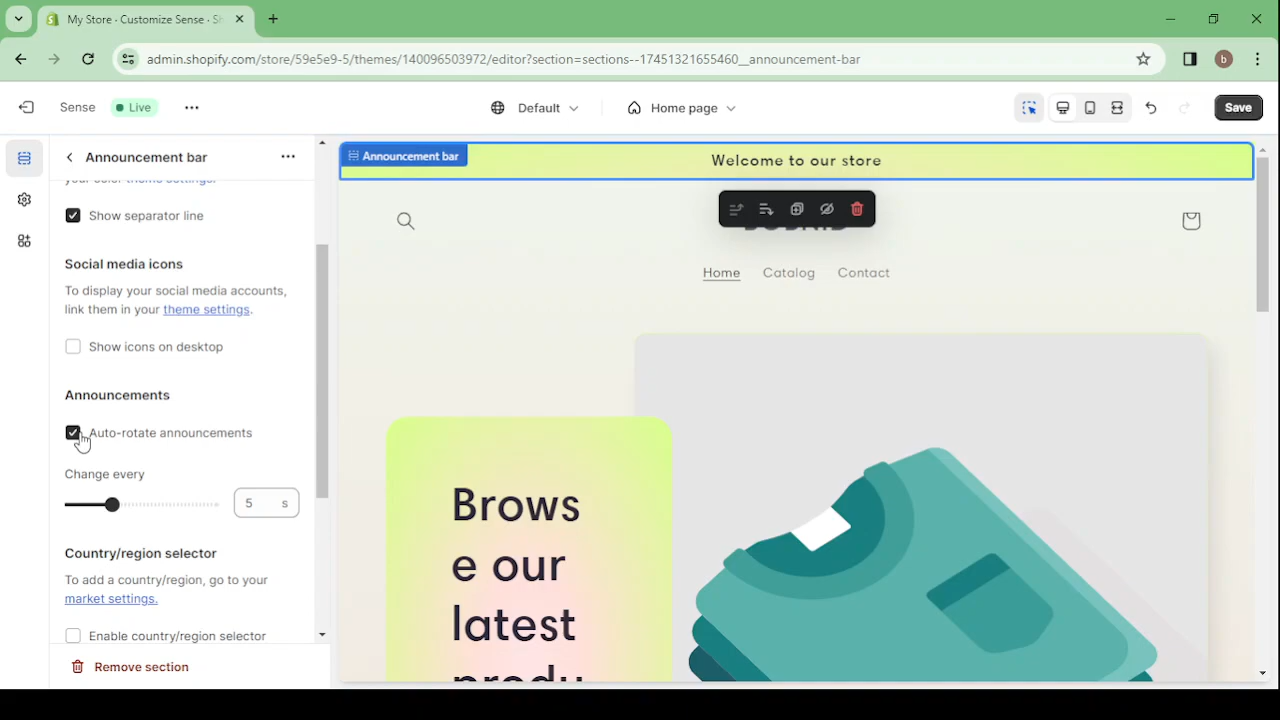 My Store · Customize Sense · S
admin.shopify.com/store/59e5e9-5/themes/140096503972/editor?section=sections--17451321655460__announcement-bar
b
Sense
Live
Default
Home page
Save
Announcement bar
your color theme settings.
Show separator line
Social media icons
To display your social media accounts,
link them in your theme settings.
Show icons on desktop
Announcements
Auto-rotate announcements
Change every
5 s
Country/region selector
To add a country/region, go to your
market settings.
Enable country/region selector
Remove section
Announcement bar
Welcome to our store
Home
Catalog
Contact
Brows
e our
latest
produ